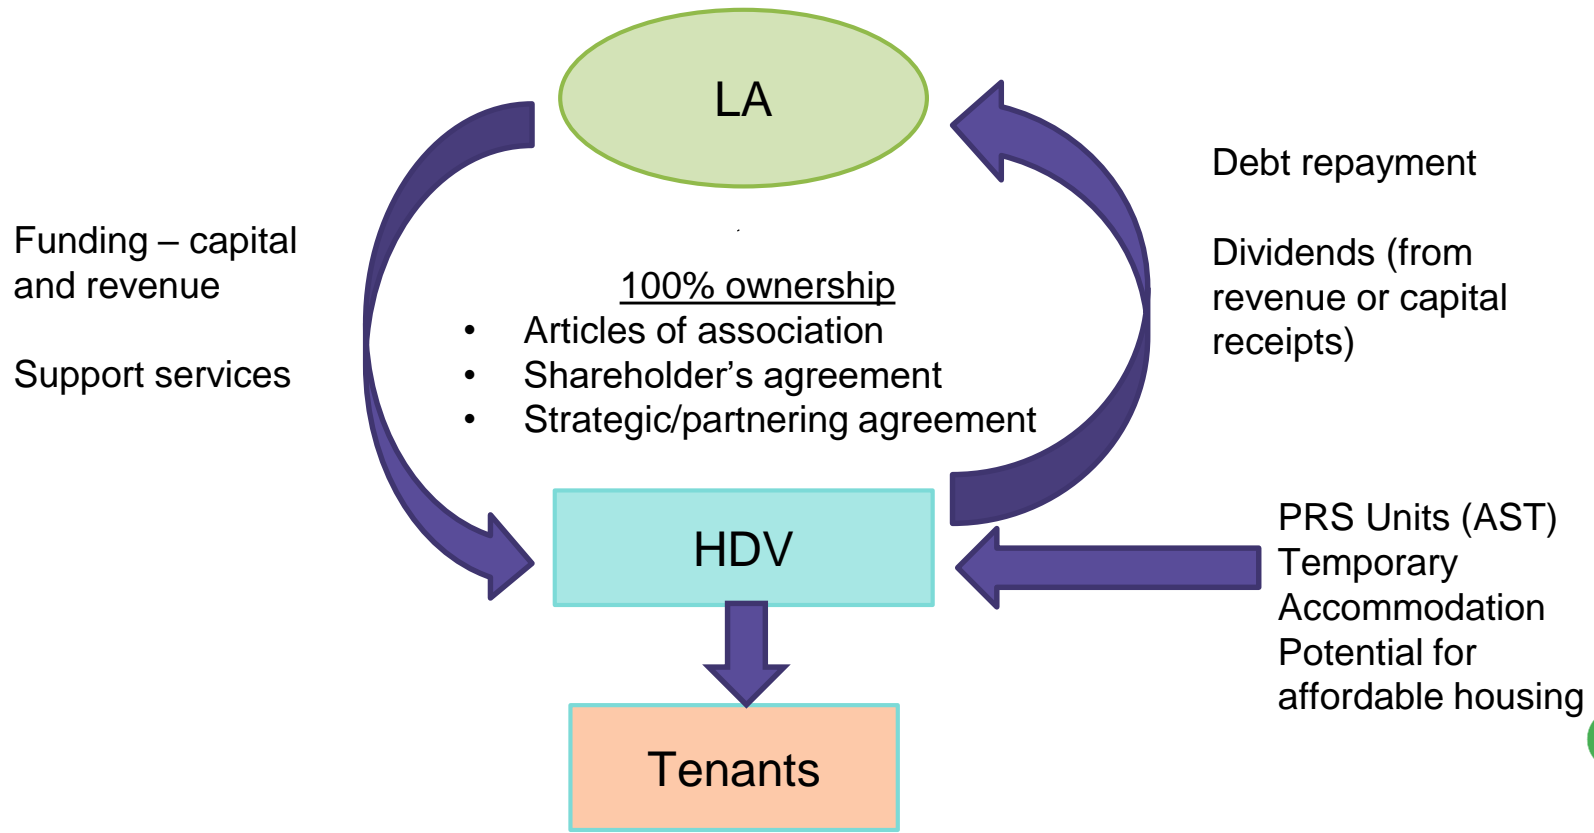 LA
Funding – capital
and revenue
Support services
100% ownership
• Articles of association
• Shareholder’s agreement
• Strategic/partnering agreement
Debt repayment
Dividends (from
revenue or capital
receipts)
HDV
PRS Units (AST)
Temporary
Accommodation
Potential for
affordable housing
Tenants